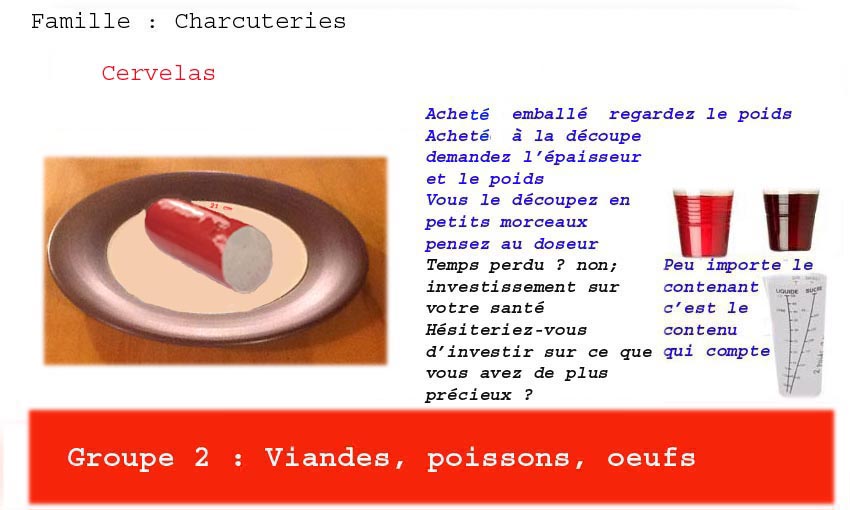 Famille : Charcuteries
Cervelas
Acheté emballé regardez le poids
Acheté à la découpe
demandez l'épaisseur
et le poids
Vous le découpez en
petits morceaux
pensez au doseur
Temps perdu ? non;
investissement sur
votre santé
Hésiteriez-vous
d'investir sur ce que
vous avez de plus
précieux ?
Peu importe le
contenant
c'est le
contenu
qui compte
21 cm
LIQUIDE SUCRE
Groupe 2 : Viandes, poissons, oeufs